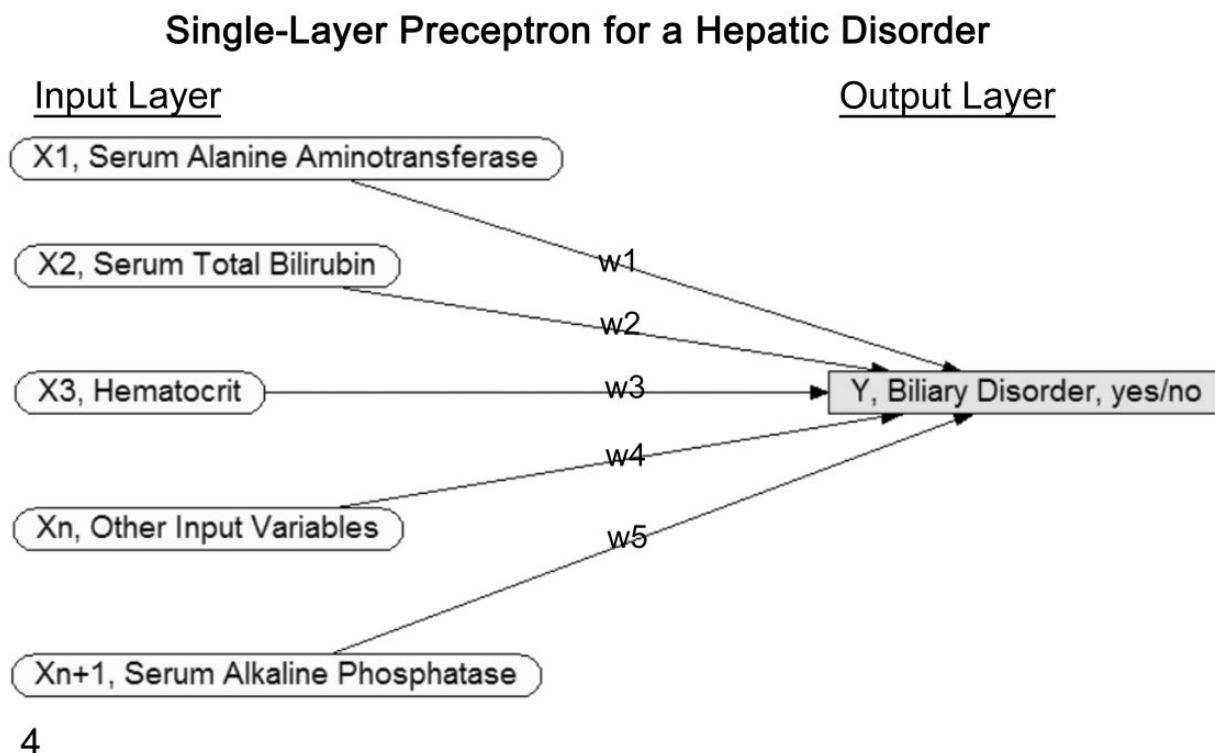 Single-Layer Preceptron for a Hepatic Disorder
Input Layer
Output Layer
X1, Serum Alanine Aminotransferase
w1
X2, Serum Total Bilirubin
w2
X3, Hematocrit
w3
Y, Biliary Disorder, yes/no
w4
Xn, Other Input Variables
w5
Xn+1, Serum Alkaline Phosphatase
4